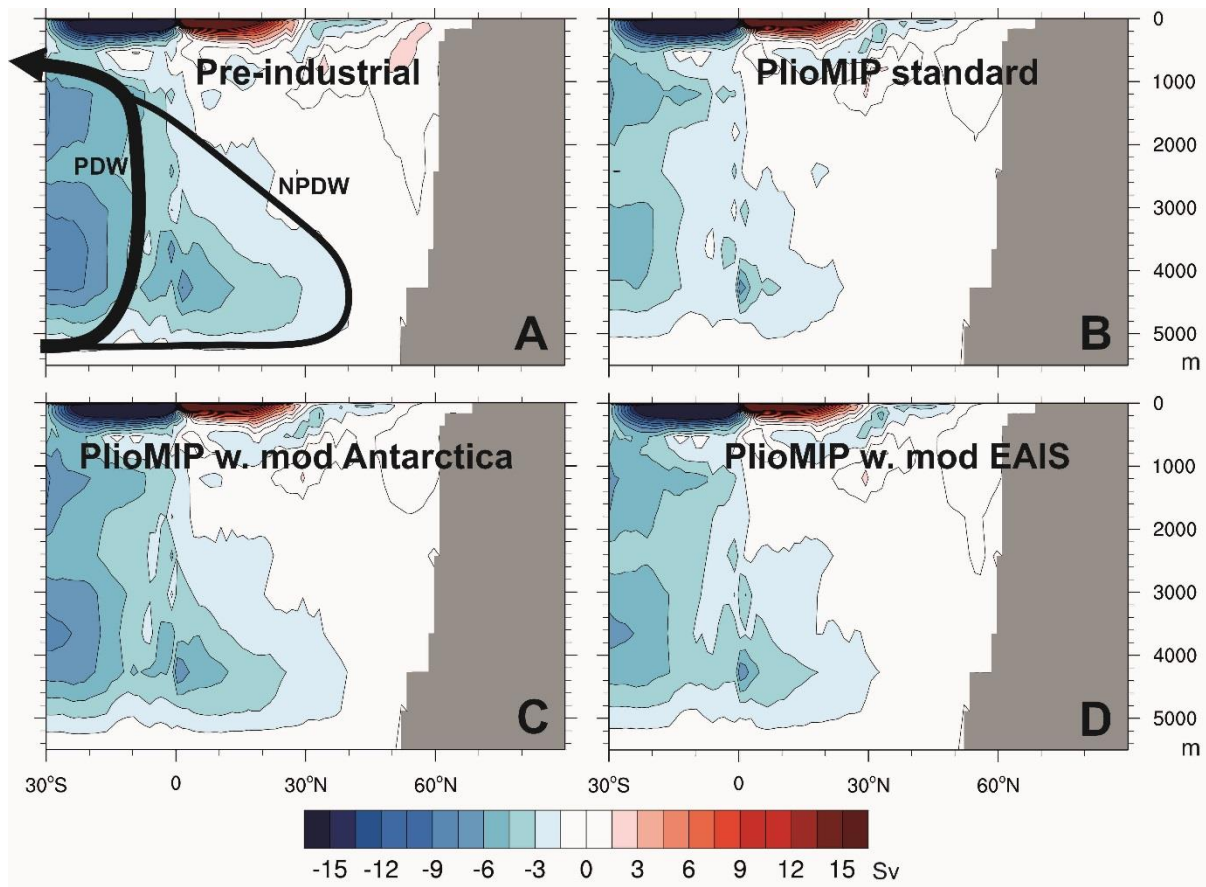 Pre-industrial
PDW
NPDW
A
PlioMIP standard
B
0
1000
2000
3000
4000
5000
m
PlioMIP w. mod Antarctica
C
PlioMIP w. mod EAIS
D
0
1000
2000
3000
4000
5000
m
30°S 0 30°N 60°N 30°S 0 30°N 60°N
-15 -12 -9 -6 -3 0 3 6 9 12 15 Sv